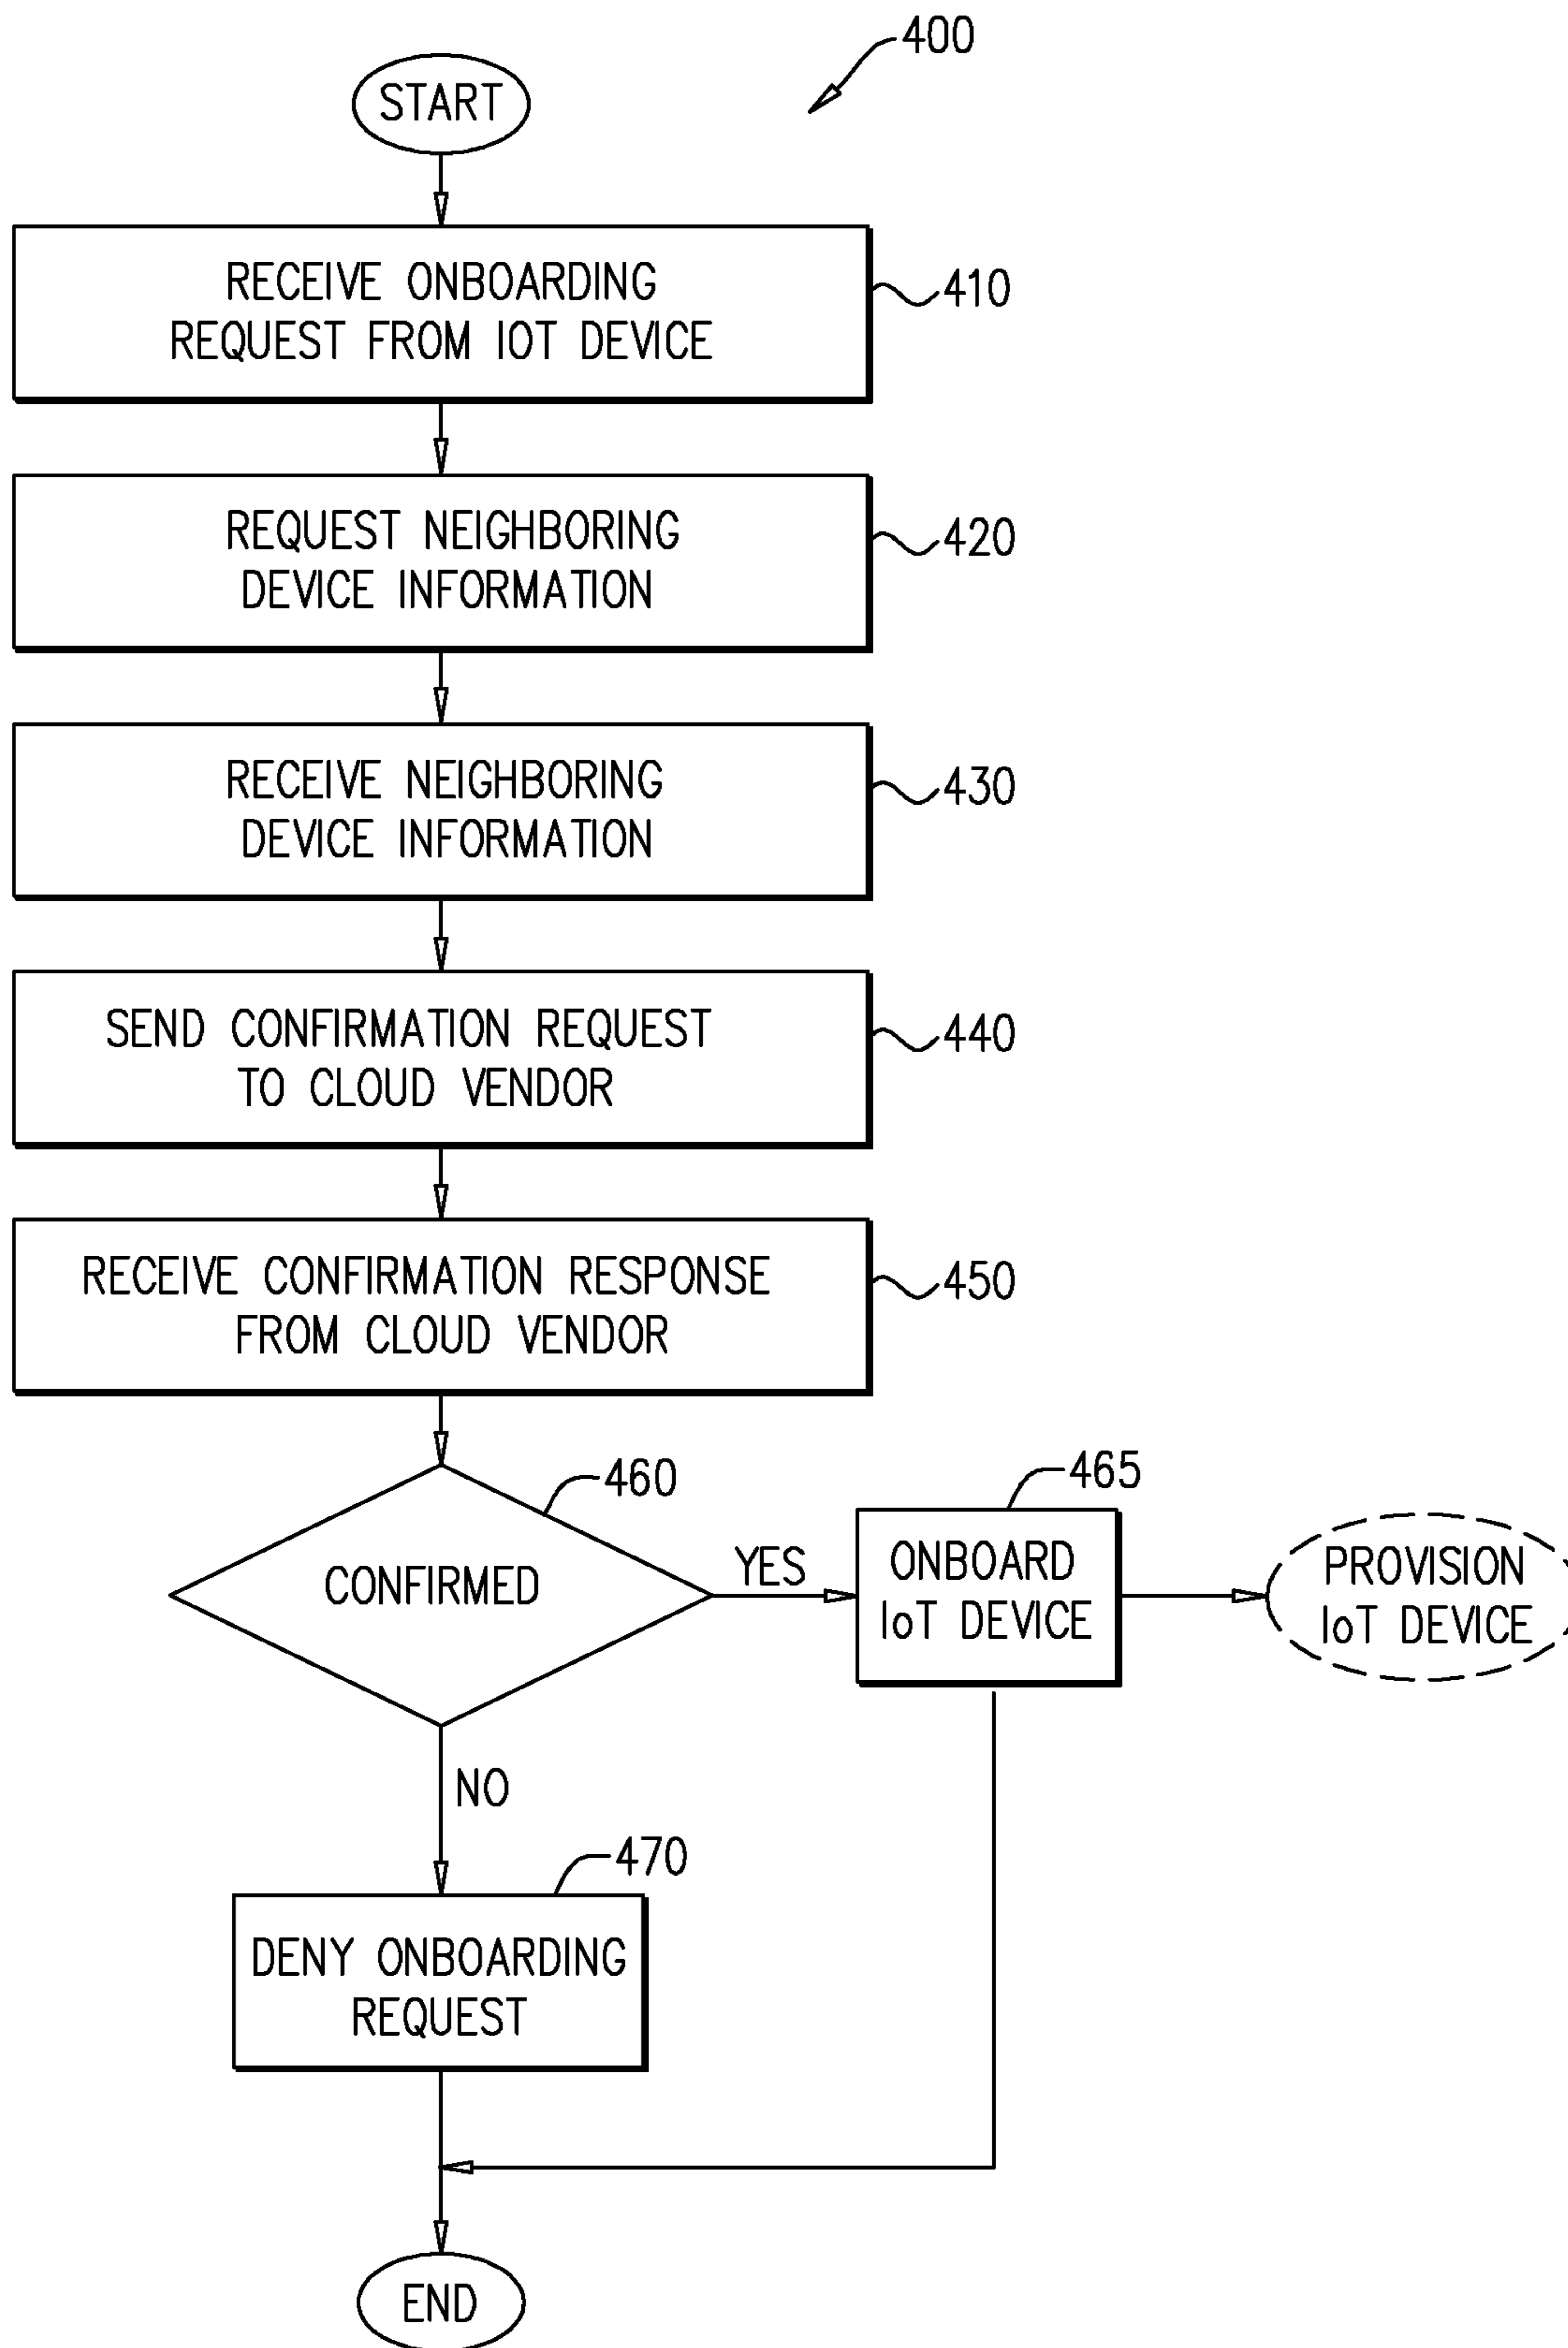 400
START
RECEIVE ONBOARDING
REQUEST FROM IOT DEVICE
410
REQUEST NEIGHBORING
DEVICE INFORMATION
420
RECEIVE NEIGHBORING
DEVICE INFORMATION
430
SEND CONFIRMATION REQUEST
TO CLOUD VENDOR
440
RECEIVE CONFIRMATION RESPONSE
FROM CLOUD VENDOR
450
CONFIRMED
460
YES
ONBOARD
IoT DEVICE
465
PROVISION
IoT DEVICE
NO
470
DENY ONBOARDING
REQUEST
END